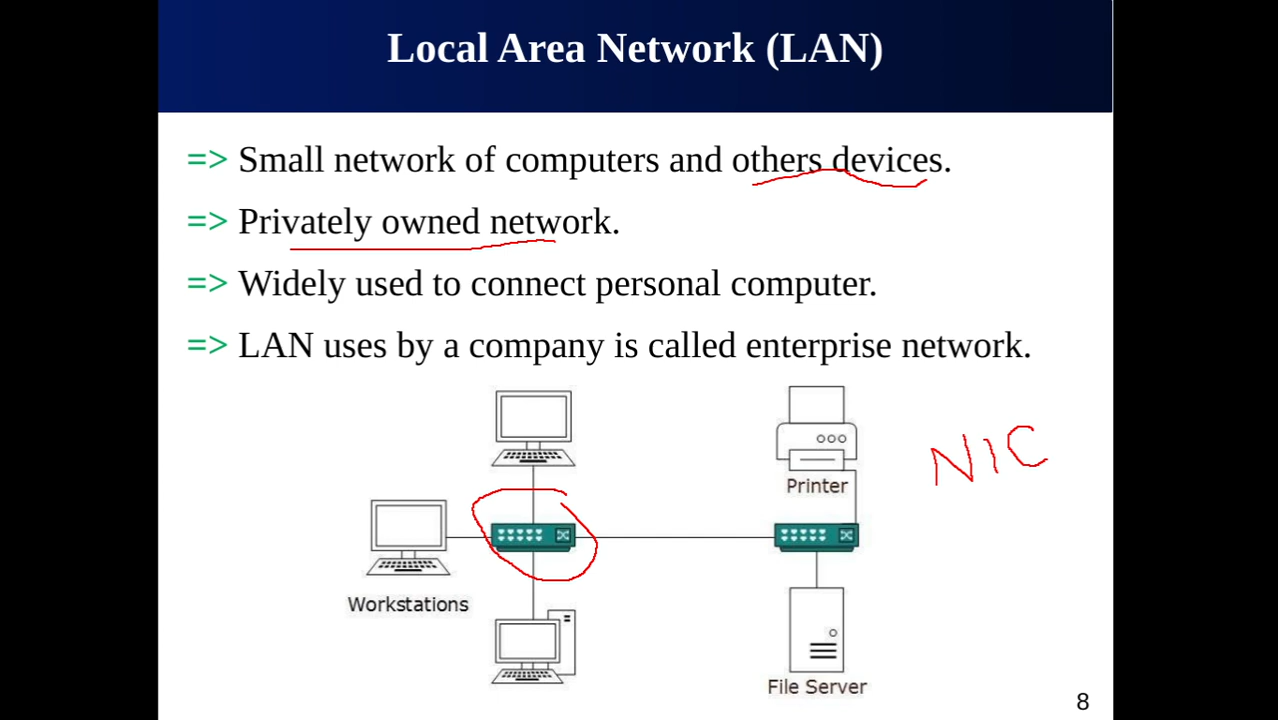 Local Area Network (LAN)
=> Small network of computers and others devices.
=> Privately owned network.
=> Widely used to connect personal computer.
=> LAN uses by a company is called enterprise network.
Printer
NIC
Workstations
File Server
8